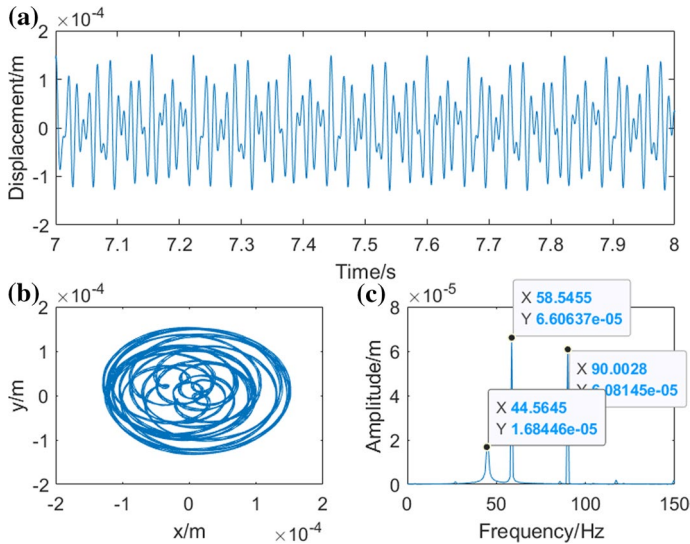 (a)
×10⁻⁴
2
1
0
-1
-2
Displacement/m
7 7.1 7.2 7.3 7.4 7.5 7.6 7.7 7.8 7.9 8
Time/s
(b)
×10⁻⁴
2
1
0
-1
-2
y/m
-2 -1 0 1 2
x/m
×10⁻⁴
(c)
×10⁻⁵
8
6
4
2
0
Amplitude/m
X 58.5455
Y 6.60637e-05
X 90.0028
6.08145e-05
X 44.5645
Y 1.68446e-05
0 50 100 150
Frequency/Hz